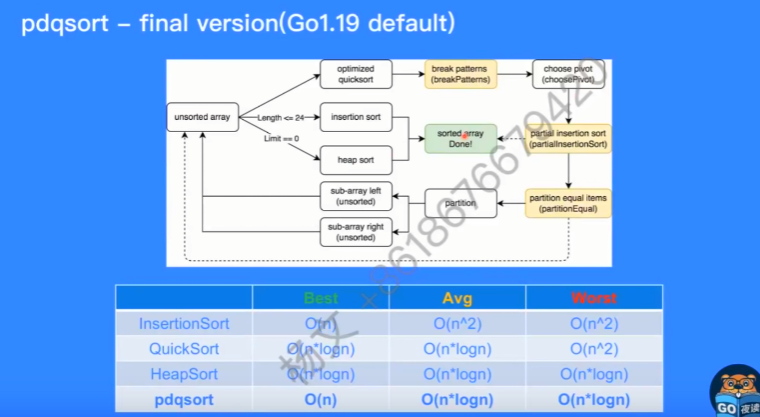 pdqsort – final version(Go1.19 default)
optimized
quicksort
break patterns
(breakPatterns)
choose pivot
(choosePivot)
unsorted array
Length <= 24
insertion sort
Limit == 0
heap sort
sorted array
Done!
partial insertion sort
(partialInsertionSort)
sub-array left
(unsorted)
partition
partition equal items
(partitionEqual)
sub-array right
(unsorted)
杨文 +8618676679420
Best Avg Worst
InsertionSort O(n) O(n^2) O(n^2)
QuickSort O(n*logn) O(n*logn) O(n^2)
HeapSort O(n*logn) O(n*logn) O(n*logn)
pdqsort O(n) O(n*logn) O(n*logn)
GO 夜读